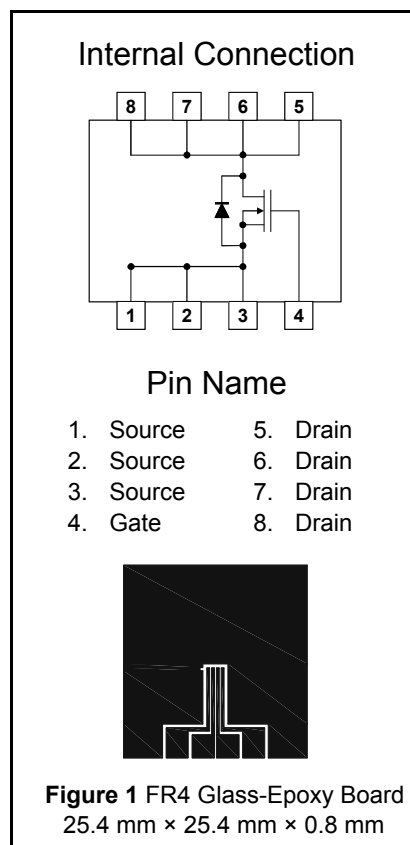 Internal Connection
8 7 6 5
1 2 3 4
Pin Name
1. Source 5. Drain
2. Source 6. Drain
3. Source 7. Drain
4. Gate 8. Drain
Figure 1 FR4 Glass-Epoxy Board
25.4 mm × 25.4 mm × 0.8 mm